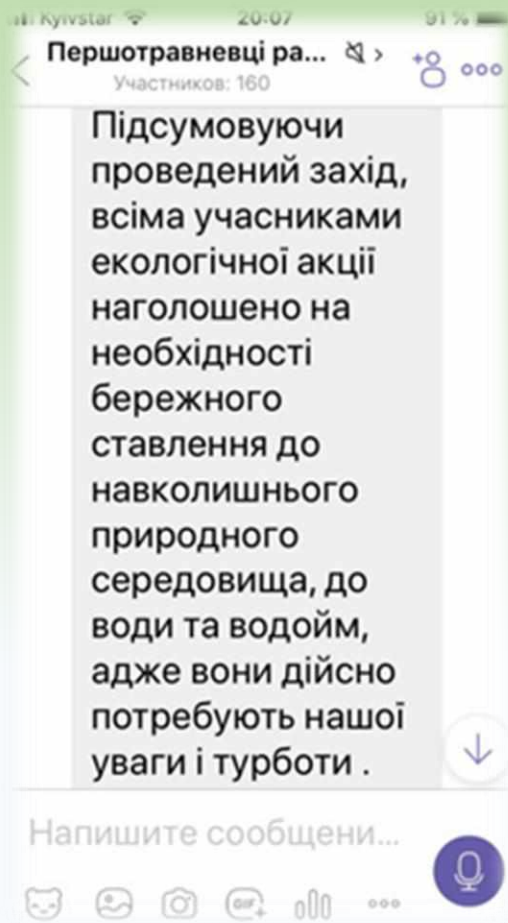 Kyivstar 20:07 91 %
Першотравневці ра...
Участников: 160
Підсумовуючи
проведений захід,
всіма учасниками
екологічної акції
наголошено на
необхідності
бережного
ставлення до
навколишнього
природного
середовища, до
води та водойм,
адже вони дійсно
потребують нашої
уваги і турботи .
Напишите сообщени...
GIF